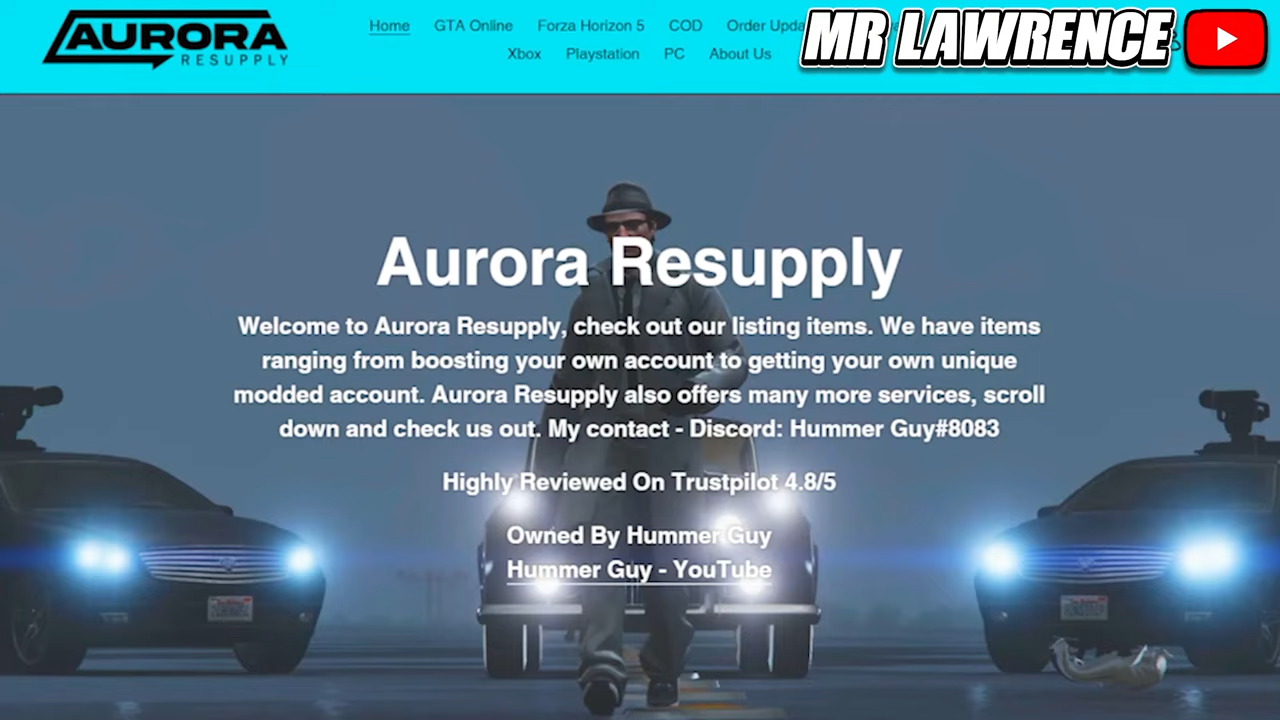 AURORA
RESUPPLY
Home GTA Online Forza Horizon 5 COD Order
Xbox Playstation PC About Us
MR LAWRENCE
Aurora Resupply
Welcome to Aurora Resupply, check out our listing items. We have items
ranging from boosting your own account to getting your own unique
modded account. Aurora Resupply also offers many more services, scroll
down and check us out. My contact - Discord: Hummer Guy#8083
Highly Reviewed On Trustpilot 4.8/5
Owned By Hummer Guy
Hummer Guy - YouTube